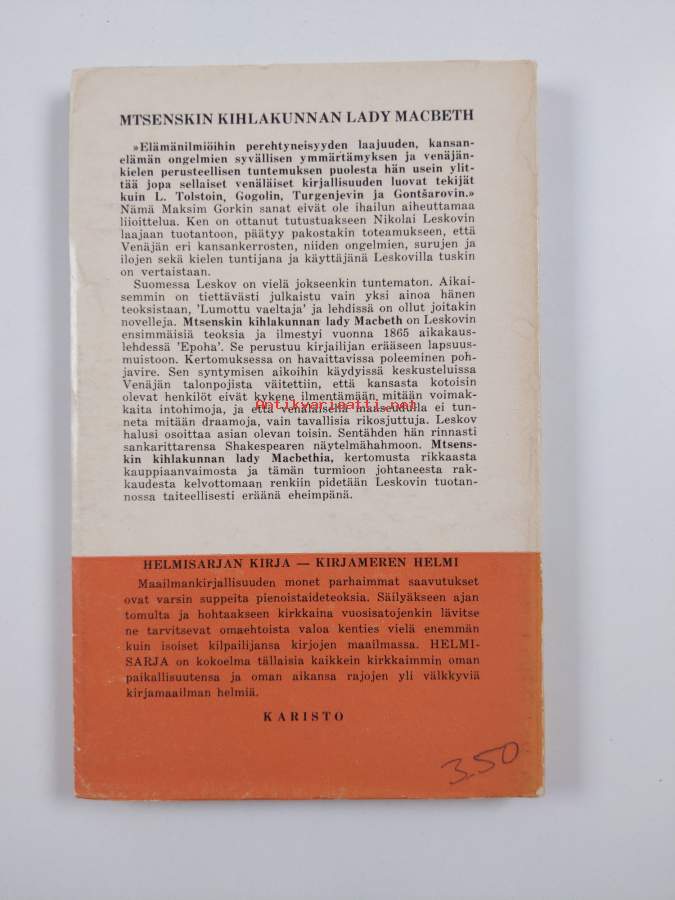 MTSENSKIN KIHLAKUNNAN LADY MACBETH
»Elämänilmiöihin perehtyneisyyden laajuuden, kansan-
elämän ongelmien syvällisen ymmärtämyksen ja venäjän-
kielen perusteellisen tuntemuksen puolesta hän usein ylit-
tää jopa sellaiset venäläiset kirjallisuuden luovat tekijät
kuin L. Tolstoin, Gogolin, Turgenjevin ja Gontšarovin.»
Nämä Maksim Gorkin sanat eivät ole ihailun aiheuttamaa
liioittelua. Ken on ottanut tutustuakseen Nikolai Leskovin
laajaan tuotantoon, päätyy pakostakin toteamukseen, että
Venäjän eri kansankerrosten, niiden ongelmien, surujen ja
ilojen sekä kielen tuntijana ja käyttäjänä Leskovilla tuskin
on vertaistaan.
Suomessa Leskov on vielä jokseenkin tuntematon. Aikai-
semmin on tiettävästi julkaistu vain yksi ainoa hänen
teoksistaan, 'Lumottu vaeltaja' ja lehdissä on ollut joitakin
novelleja. Mtsenskin kihlakunnan lady Macbeth on Leskovin
ensimmäisiä teoksia ja ilmestyi vuonna 1865 aikakaus-
lehdessä 'Epoha'. Se perustuu kirjailijan erääseen lapsuus-
muistoon. Kertomuksessa on havaittavissa poleeminen poh-
javire. Sen syntymisen aikoihin käydyissä keskusteluissa
Venäjän talonpojista väitettiin, että kansasta kotoisin
olevat henkilöt eivät kykene ilmentämään mitään voimak-
kaita intohimoja, ja että venäläisellä maaseudulla ei tun-
neta mitään draamoja, vain tavallisia rikosjuttuja. Leskov
halusi osoittaa asian olevan toisin. Sentähden hän rinnasti
sankarittarensa Shakespearen näytelmähahmoon. Mtsens-
kin kihlakunnan lady Macbethia, kertomusta rikkaasta
kauppiaanvaimosta ja tämän turmioon johtaneesta rak-
kaudesta kelvottomaan renkiin pidetään Leskovin tuotan-
nossa taiteellisesti eräänä eheimpänä.
Antikvariaatti.net
HELMISARJAN KIRJA — KIRJAMEREN HELMI
Maailmankirjallisuuden monet parhaimmat saavutukset
ovat varsin suppeita pienoistaideteoksia. Säilyäkseen ajan
tomulta ja hohtaakseen kirkkaina vuosisatojenkin lävitse
ne tarvitsevat omaehtoista valoa kenties vielä enemmän
kuin isoiset kilpailijansa kirjojen maailmassa. HELMI-
SARJA on kokoelma tällaisia kaikkein kirkkaimmin oman
paikallisuutensa ja oman aikansa rajojen yli välkkyviä
kirjamaailman helmiä.
KARISTO
3.50